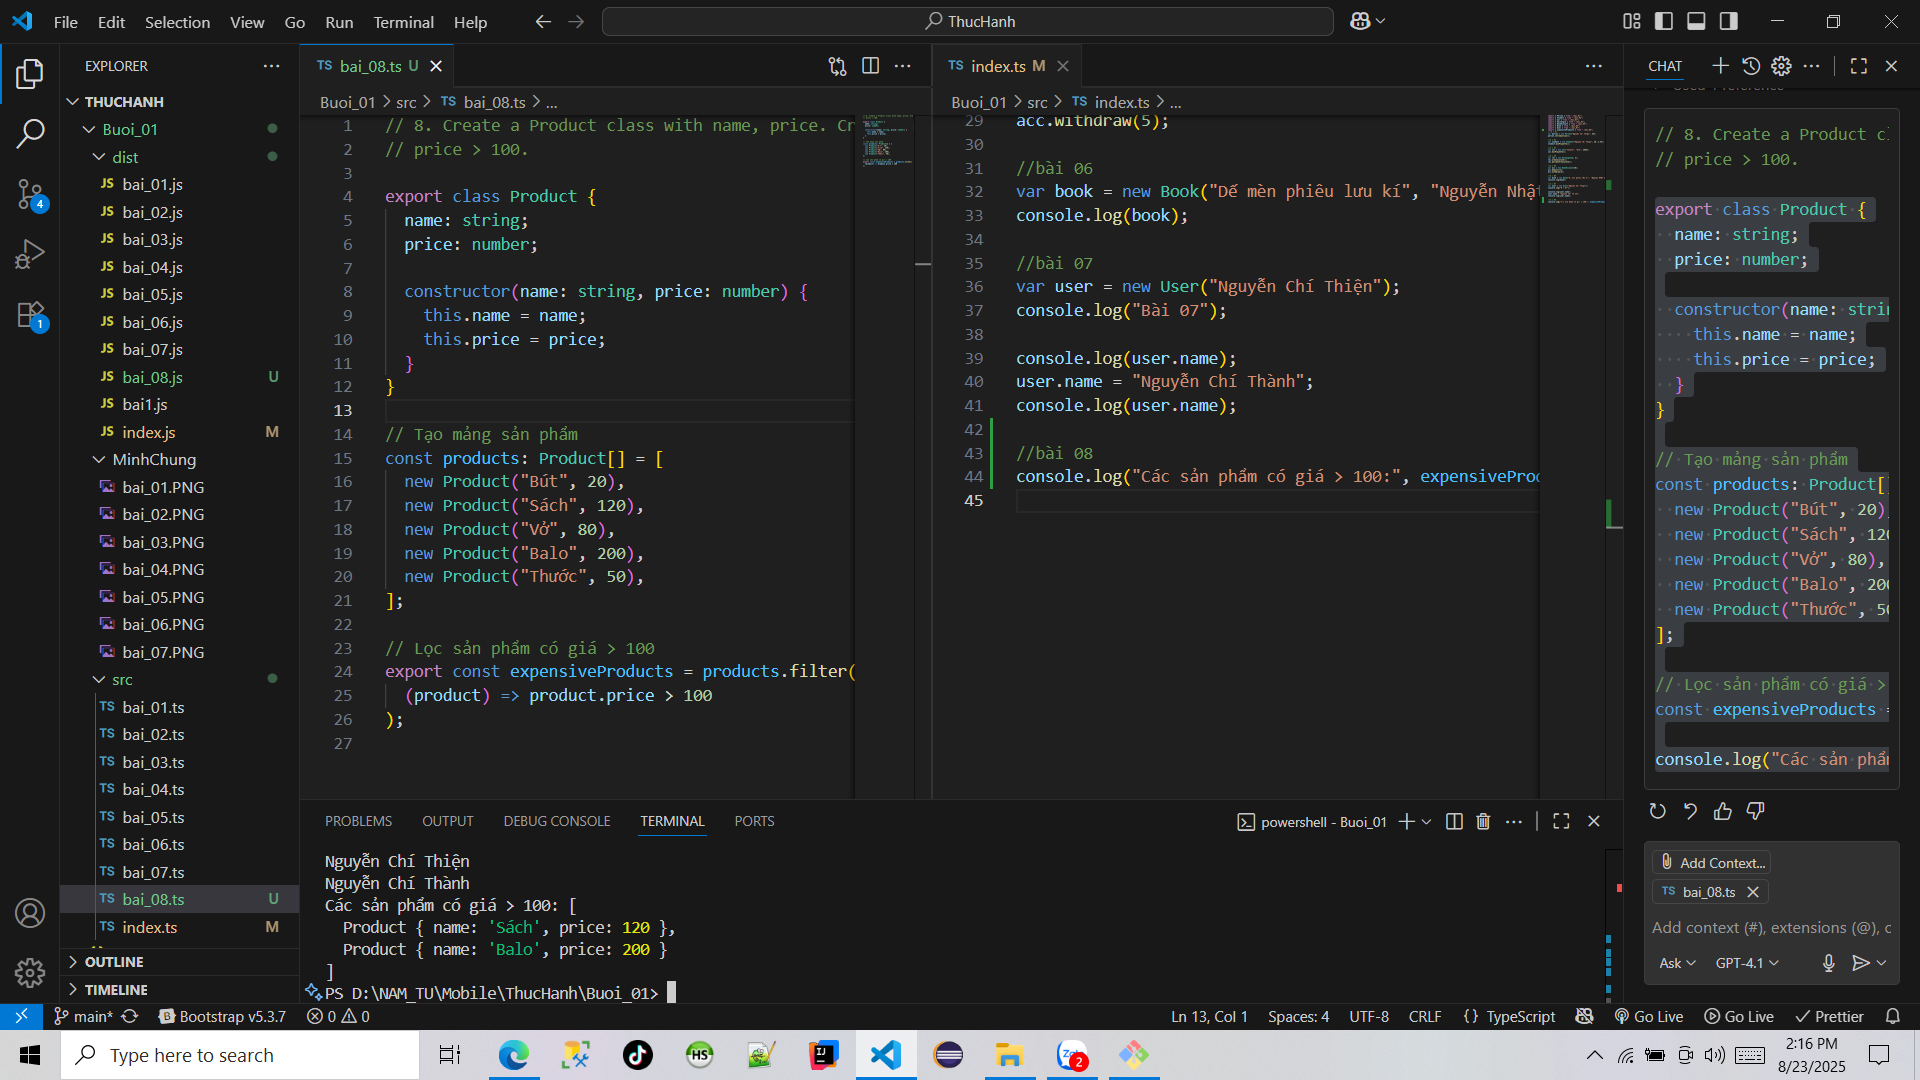 File Edit Selection View Go Run Terminal Help
ThucHanh
EXPLORER
THUCHANH
Buoi_01
dist
JS bai_01.js
JS bai_02.js
JS bai_03.js
JS bai_04.js
JS bai_05.js
JS bai_06.js
JS bai_07.js
JS bai_08.js U
JS bai1.js
JS index.js M
MinhChung
bai_01.PNG
bai_02.PNG
bai_03.PNG
bai_04.PNG
bai_05.PNG
bai_06.PNG
bai_07.PNG
src
TS bai_01.ts
TS bai_02.ts
TS bai_03.ts
TS bai_04.ts
TS bai_05.ts
TS bai_06.ts
TS bai_07.ts
TS bai_08.ts U
TS index.ts M
OUTLINE
TIMELINE
4
1
TS bai_08.ts U
Buoi_01 > src > TS bai_08.ts > ...
1 // 8. Create a Product class with name, price. Cr
2 // price > 100.
3
4 export class Product {
5 name: string;
6 price: number;
7
8 constructor(name: string, price: number) {
9 this.name = name;
10 this.price = price;
11 }
12 }
13
14 // Tạo mảng sản phẩm
15 const products: Product[] = [
16 new Product("Bút", 20),
17 new Product("Sách", 120),
18 new Product("Vở", 80),
19 new Product("Balo", 200),
20 new Product("Thước", 50),
21 ];
22
23 // Lọc sản phẩm có giá > 100
24 export const expensiveProducts = products.filter(
25 (product) => product.price > 100
26 );
27
TS index.ts M
Buoi_01 > src > TS index.ts > ...
29 acc.withdraw(5);
30
31 //bài 06
32 var book = new Book("Dế mèn phiêu lưu kí", "Nguyễn Nhật
33 console.log(book);
34
35 //bài 07
36 var user = new User("Nguyễn Chí Thiện");
37 console.log("Bài 07");
38
39 console.log(user.name);
40 user.name = "Nguyễn Chí Thành";
41 console.log(user.name);
42
43 //bài 08
44 console.log("Các sản phẩm có giá > 100:", expensiveProd
45
PROBLEMS OUTPUT DEBUG CONSOLE TERMINAL PORTS
powershell - Buoi_01
Nguyễn Chí Thiện
Nguyễn Chí Thành
Các sản phẩm có giá > 100: [
Product { name: 'Sách', price: 120 },
Product { name: 'Balo', price: 200 }
]
PS D:\NAM_TU\Mobile\ThucHanh\Buoi_01>
CHAT
// 8. Create a Product cl
// price > 100.
export class Product {
name: string;
price: number;
constructor(name: strin
this.name = name;
this.price = price;
}
}
// Tạo mảng sản phẩm
const products: Product[
new Product("Bút", 20)
new Product("Sách", 120
new Product("Vở", 80),
new Product("Balo", 200
new Product("Thước", 50
];
// Lọc sản phẩm có giá >
const expensiveProducts =
console.log("Các sản phẩm
Add Context...
TS bai_08.ts
Add context (#), extensions (@), c
Ask GPT-4.1
main* Bootstrap v5.3.7 0 0
Ln 13, Col 1 Spaces: 4 UTF-8 CRLF {} TypeScript Go Live Go Live Prettier
Type here to search
HS
IJ
2
2:16 PM
8/23/2025